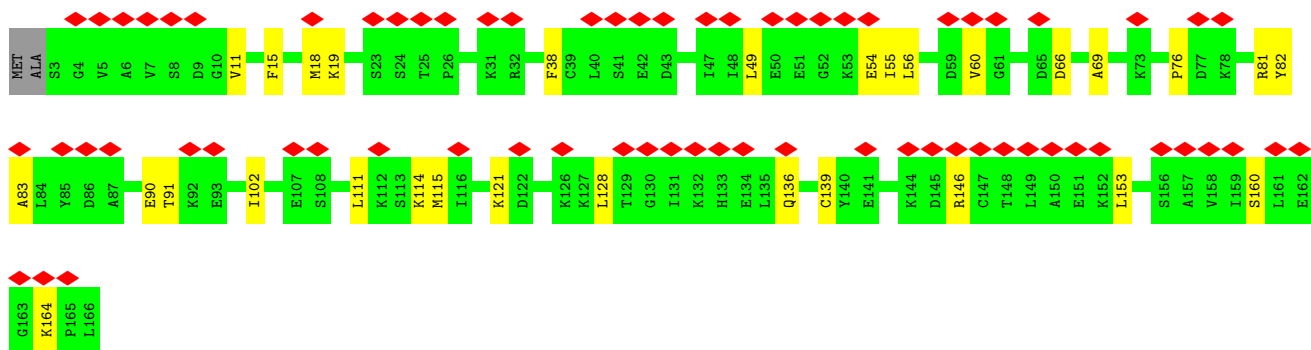 MET ALA S3 G4 V5 A6 V7 S8 D9 G10 V11 F15 M18 K19 S23 S24 T25 P26 K31 R32 F38 C39 L40 S41 E42 D43 I47 I48 L49 E50 E51 G52 K53 E54 I55 L56 D59 V60 G61 D65 D66 A69 K73 P76 D77 K78 R81 Y82
A83 L84 Y85 D86 A87 E90 T91 K92 E93 I102 E107 S108 L111 K112 S113 K114 M115 I116 K121 D122 K126 K127 L128 T129 G130 I131 K132 H133 E134 L135 Q136 C139 Y140 E141 K144 D145 R146 C147 T148 L149 A150 E151 K152 L153 S156 A157 V158 I159 S160 L161 E162
G163 K164 P165 L166